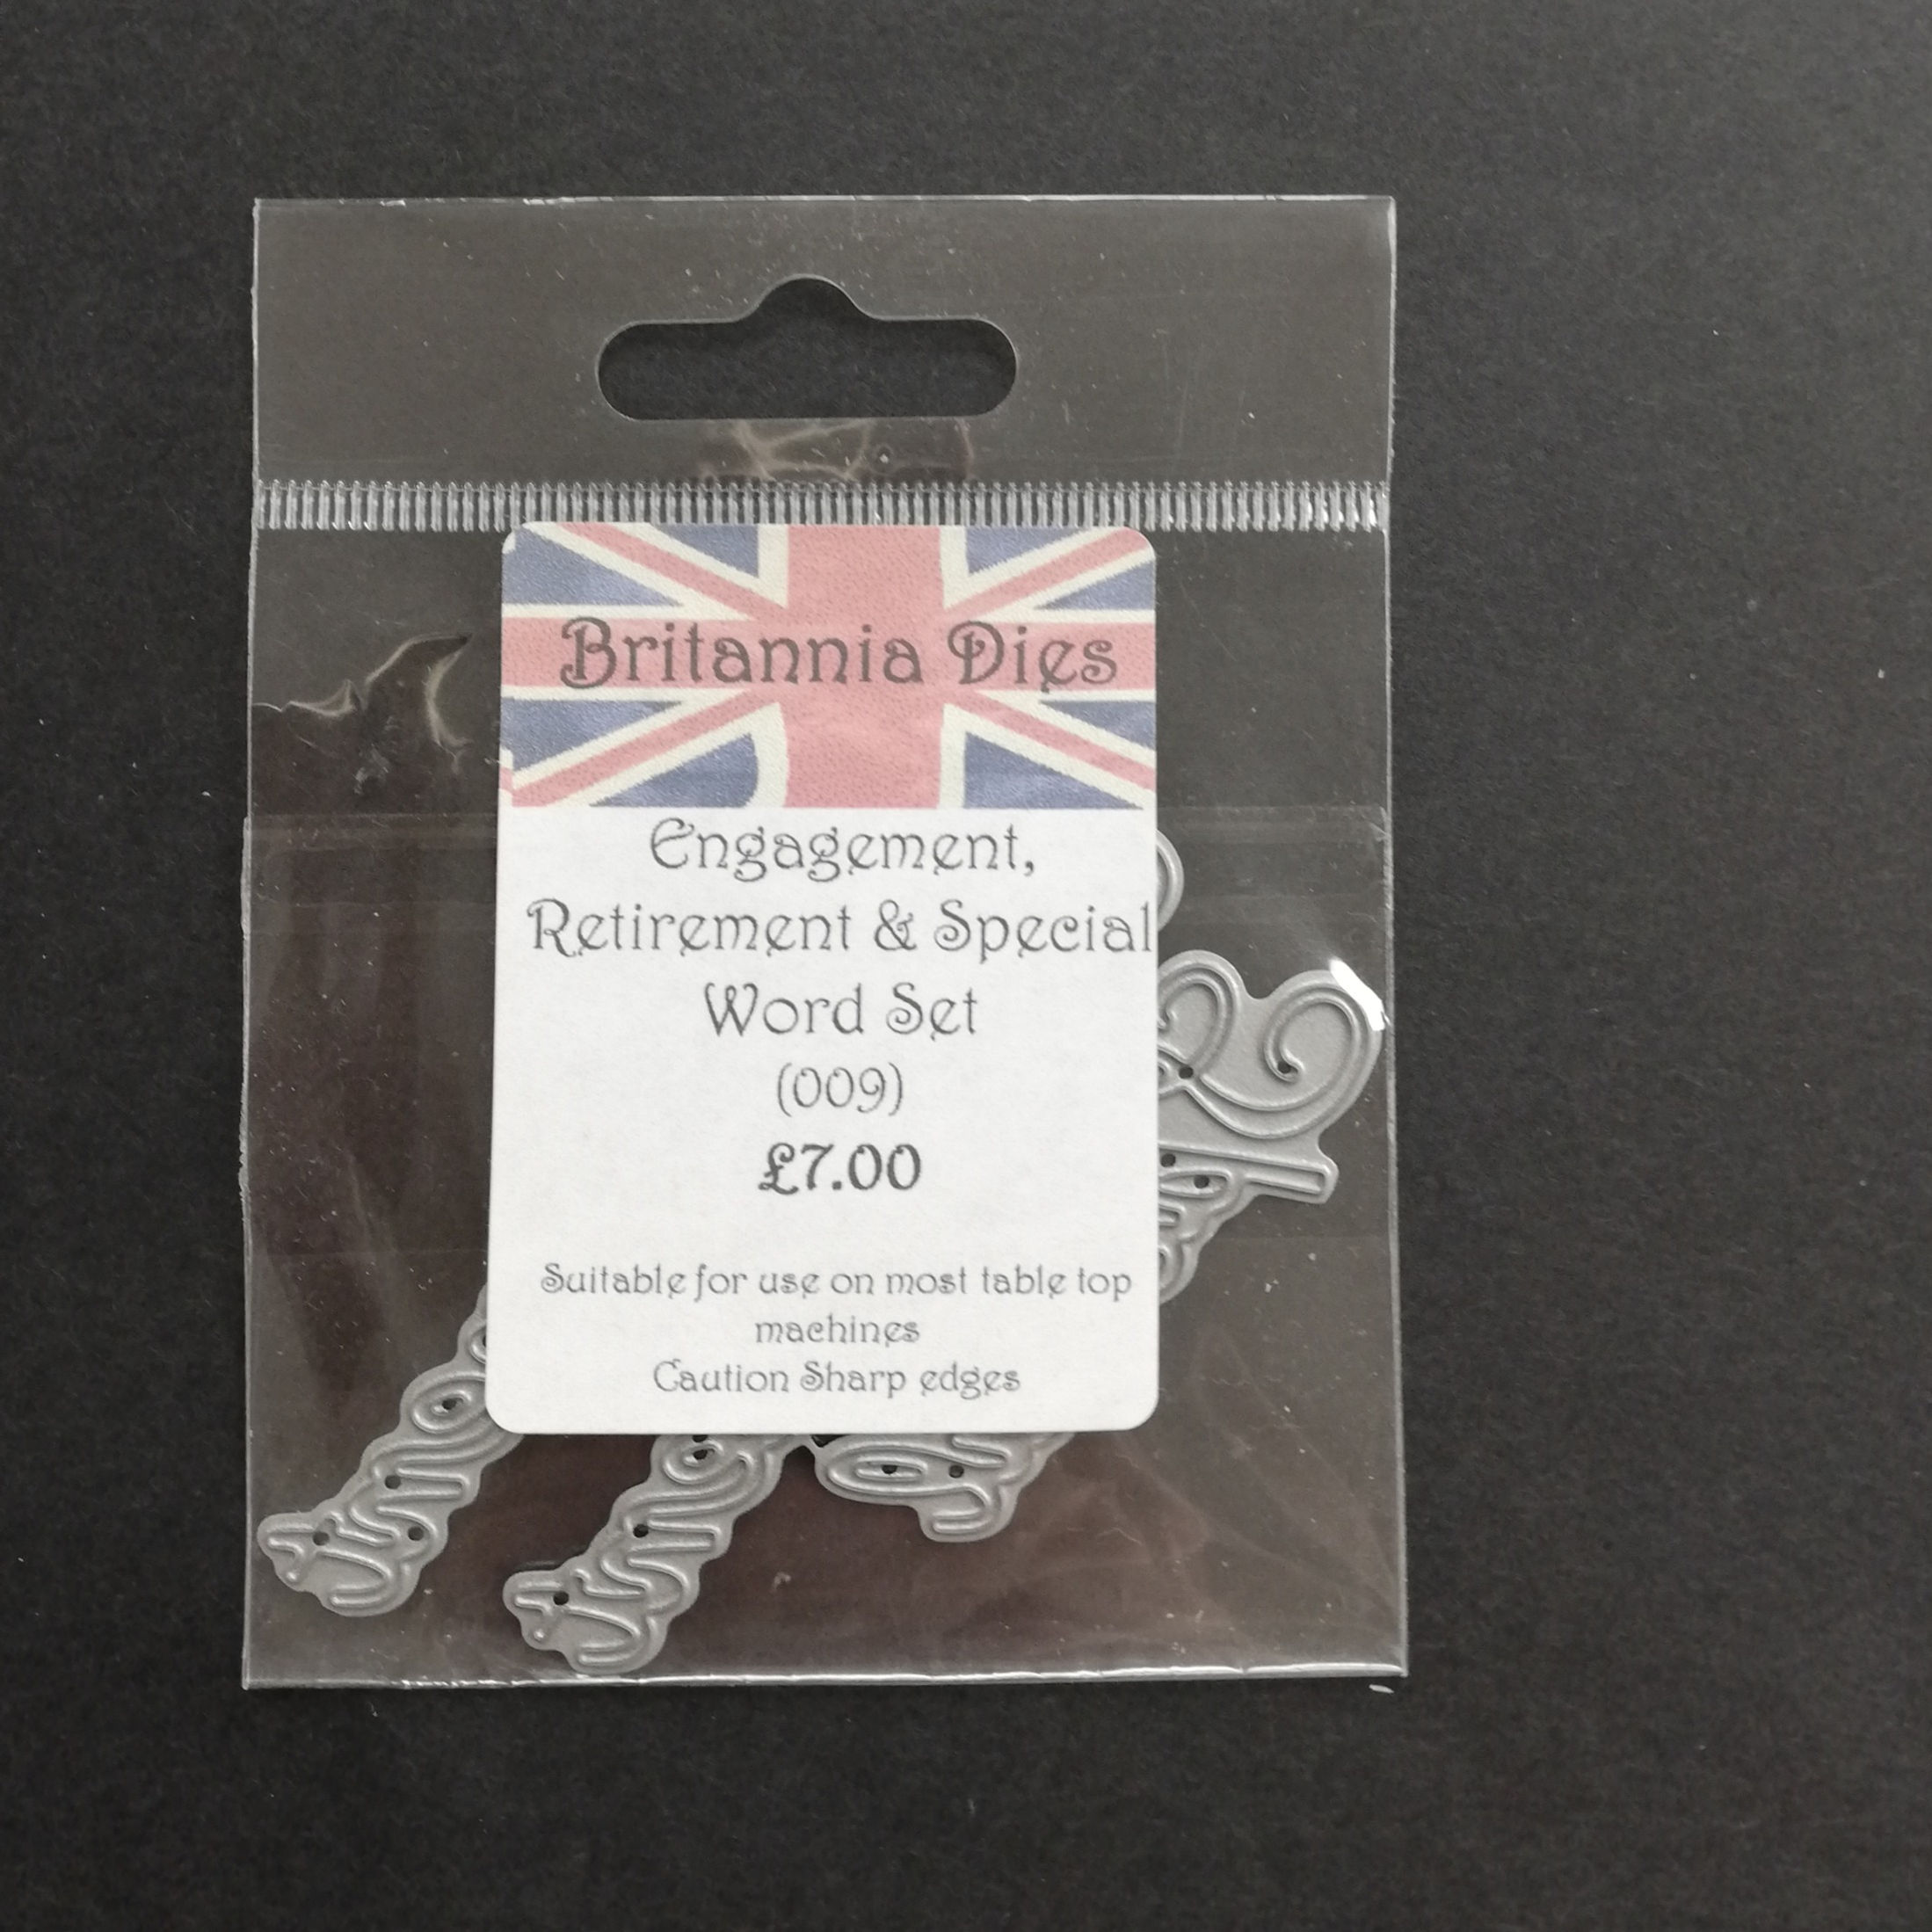 Britannia Dies
Engagement,
Retirement & Special
Word Set
(009)
£7.00
Suitable for use on most table top
machines
Caution Sharp edges